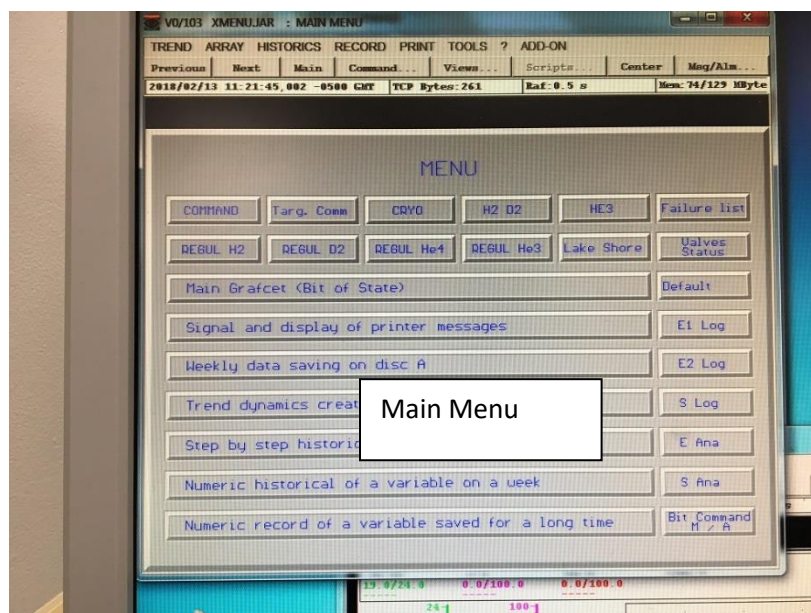 V0/103 XMENUJAR : MAIN MENU
TREND ARRAY HISTORICS RECORD PRINT TOOLS ? ADD-ON
Previous Next Main Command... Views... Scripts... Center Msg/Alm...
2018/02/13 11:21:45,002 -0500 GMT TCP Bytes:261 Raf:0.5 s Mem:74/129 MByte
MENU
COMMAND Targ. Comm CRYO H2 D2 HE3 Failure list
REGUL H2 REGUL D2 REGUL He4 REGUL He3 Lake Shore Valves Status
Main Grafcet (Bit of State) Default
Signal and display of printer messages E1 Log
Weekly data saving on disc A E2 Log
Trend dynamics creat S Log
Main Menu
Step by step historic E Ana
Numeric historical of a variable on a week S Ana
Numeric record of a variable saved for a long time Bit Command M / A
19.0/24.0 0.0/100.0 0.0/100.0
24 100